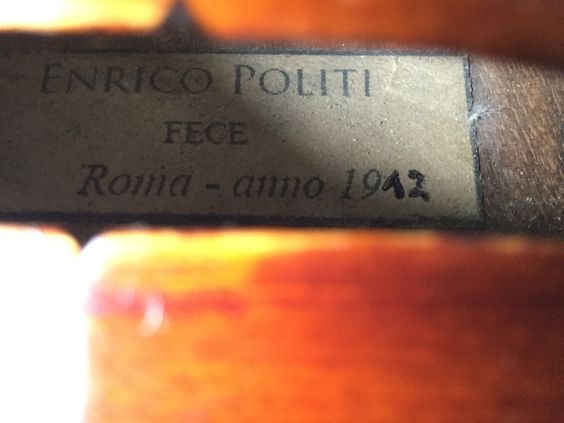 ENRICO POLITI
FECE
Roma - anno 1912